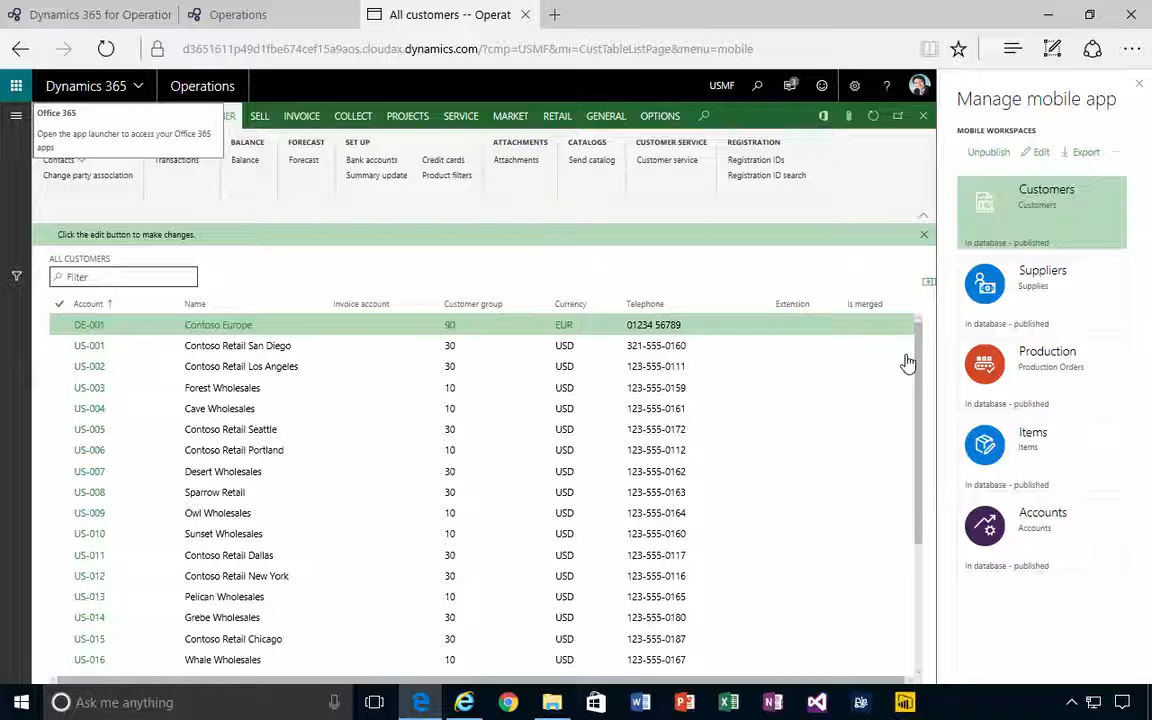 Dynamics 365 for Operation
Operations
All customers -- Operat
d3651611p49d1fbe674cef15a9aos.cloudax.dynamics.com/?cmp=USMF&mi=CustTableListPage&menu=mobile
Dynamics 365
Operations
USMF
Office 365
Open the app launcher to access your Office 365
apps
SELL INVOICE COLLECT PROJECTS SERVICE MARKET RETAIL GENERAL OPTIONS
BALANCE FORECAST SET UP ATTACHMENTS CATALOGS CUSTOMER SERVICE REGISTRATION
Contacts Transactions Balance Forecast Bank accounts Credit cards Attachments Send catalog Customer service Registration IDs
Change party association Summary update Product filters Registration ID search
Click the edit button to make changes.
ALL CUSTOMERS
Filter
Account Name Invoice account Customer group Currency Telephone Extension Is merged
DE-001 Contoso Europe 90 EUR 01234 56789
US-001 Contoso Retail San Diego 30 USD 321-555-0160
US-002 Contoso Retail Los Angeles 30 USD 123-555-0111
US-003 Forest Wholesales 10 USD 123-555-0159
US-004 Cave Wholesales 10 USD 123-555-0161
US-005 Contoso Retail Seattle 30 USD 123-555-0172
US-006 Contoso Retail Portland 10 USD 123-555-0112
US-007 Desert Wholesales 30 USD 123-555-0162
US-008 Sparrow Retail 30 USD 123-555-0163
US-009 Owl Wholesales 30 USD 123-555-0164
US-010 Sunset Wholesales 30 USD 123-555-0160
US-011 Contoso Retail Dallas 30 USD 123-555-0117
US-012 Contoso Retail New York 30 USD 123-555-0116
US-013 Pelican Wholesales 10 USD 123-555-0165
US-014 Grebe Wholesales 30 USD 123-555-0180
US-015 Contoso Retail Chicago 30 USD 123-555-0187
US-016 Whale Wholesales 10 USD 123-555-0167
Manage mobile app
MOBILE WORKSPACES
Unpublish Edit Export
Customers
Customers
In database - published
Suppliers
Supplies
In database - published
Production
Production Orders
In database - published
Items
Items
In database - published
Accounts
Accounts
In database - published
Ask me anything